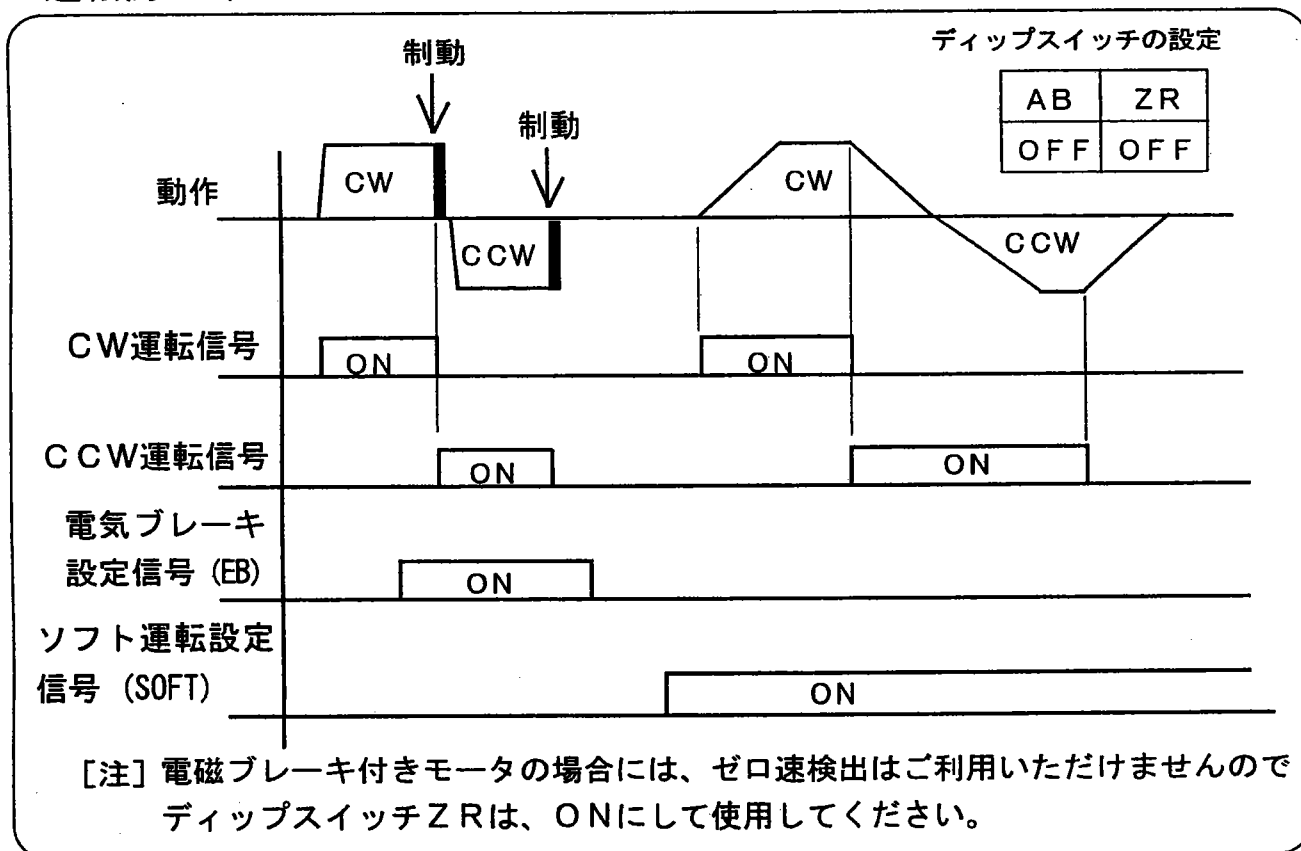 ディップスイッチの設定
AB ZR
OFF OFF
制動
制動
動作
CW
CCW
CW
CCW
CW運転信号
ON
ON
CCW運転信号
ON
ON
電気ブレーキ
設定信号 (EB)
ON
ソフト運転設定
信号 (SOFT)
ON
[注] 電磁ブレーキ付きモータの場合には、ゼロ速検出はご利用いただけませんので
ディップスイッチZRは、ONにして使用してください。